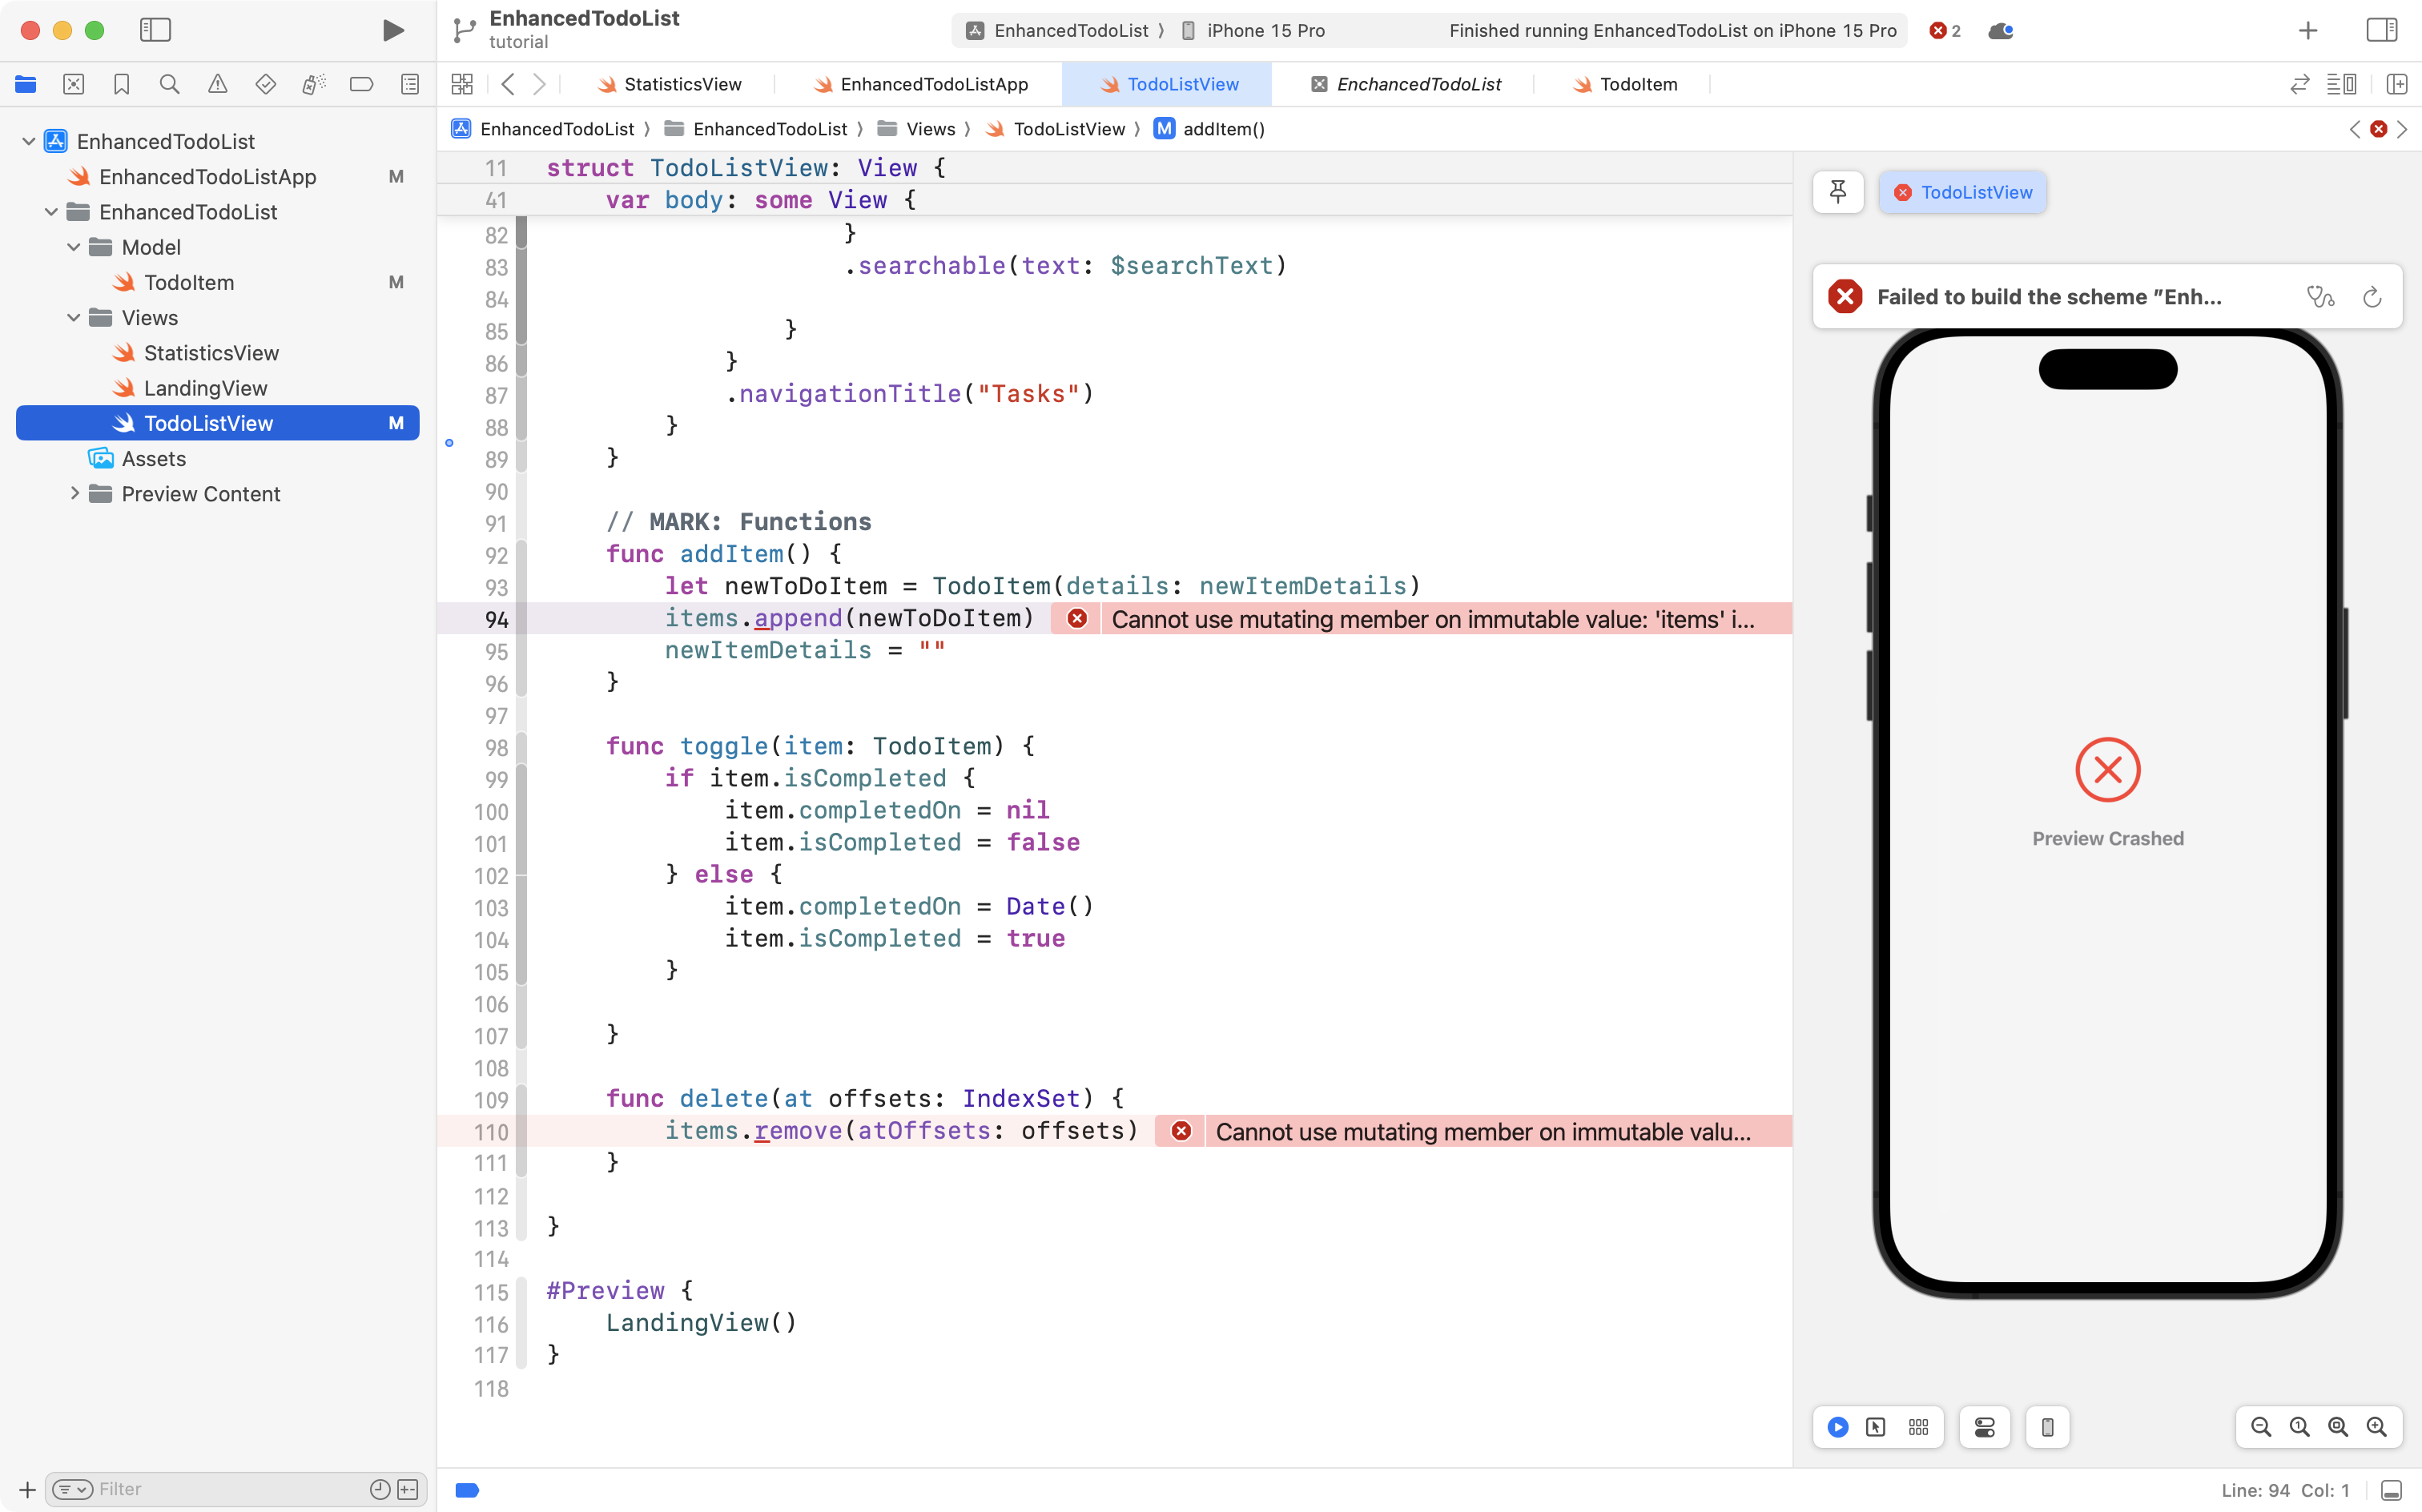 EnhancedTodoList
tutorial
EnhancedTodoList 〉 iPhone 15 Pro
Finished running EnhancedTodoList on iPhone 15 Pro
2
StatisticsView
EnhancedTodoListApp
TodoListView
EnchancedTodoList
TodoItem
EnhancedTodoList 〉 EnhancedTodoList 〉 Views 〉 TodoListView 〉 M addItem()
EnhancedTodoList
EnhancedTodoListApp M
EnhancedTodoList
Model
TodoItem M
Views
StatisticsView
LandingView
TodoListView M
Assets
Preview Content
Filter
11 struct TodoListView: View {
41 var body: some View {
82 }
83 .searchable(text: $searchText)
84
85 }
86 }
87 .navigationTitle("Tasks")
88 }
89 }
90
91 // MARK: Functions
92 func addItem() {
93 let newToDoItem = TodoItem(details: newItemDetails)
94 items.append(newToDoItem) Cannot use mutating member on immutable value: 'items' i...
95 newItemDetails = ""
96 }
97
98 func toggle(item: TodoItem) {
99 if item.isCompleted {
100 item.completedOn = nil
101 item.isCompleted = false
102 } else {
103 item.completedOn = Date()
104 item.isCompleted = true
105 }
106
107 }
108
109 func delete(at offsets: IndexSet) {
110 items.remove(atOffsets: offsets) Cannot use mutating member on immutable valu...
111 }
112
113 }
114
115 #Preview {
116 LandingView()
117 }
118
TodoListView
Failed to build the scheme "Enh...
Preview Crashed
Line: 94 Col: 1